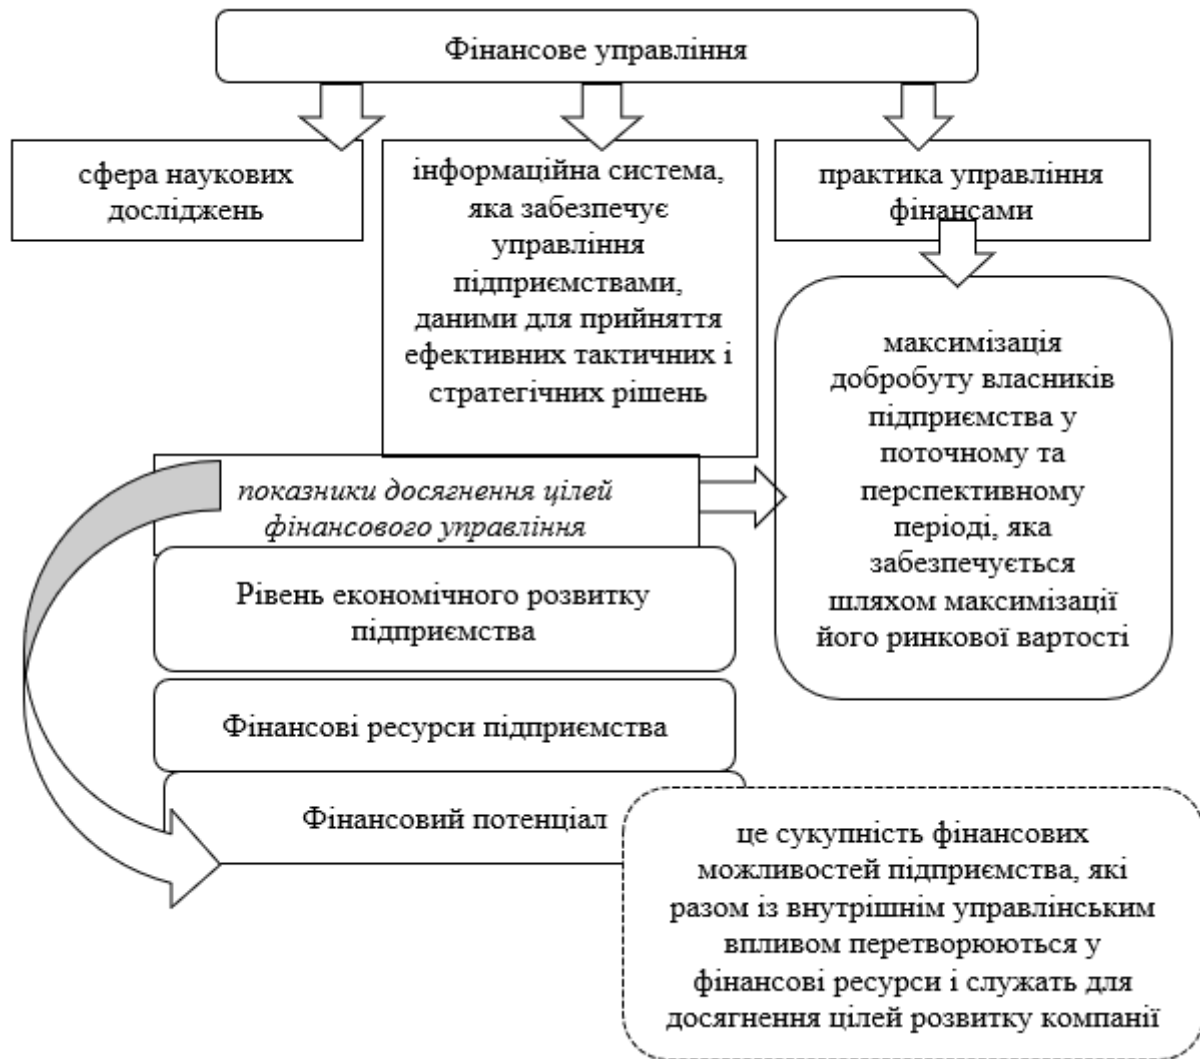 Фінансове управління
сфера наукових
досліджень
інформаційна система,
яка забезпечує
управління
підприємствами,
даними для прийняття
ефективних тактичних і
стратегічних рішень
практика управління
фінансами
максимізація
добробуту власників
підприємства у
поточному та
перспективному
періоді, яка
забезпечується
шляхом максимізації
його ринкової вартості
показники досягнення цілей
фінансового управління
Рівень економічного розвитку
підприємства
Фінансові ресурси підприємства
Фінансовий потенціал
це сукупність фінансових
можливостей підприємства, які
разом із внутрішнім управлінським
впливом перетворюються у
фінансові ресурси і служать для
досягнення цілей розвитку компанії